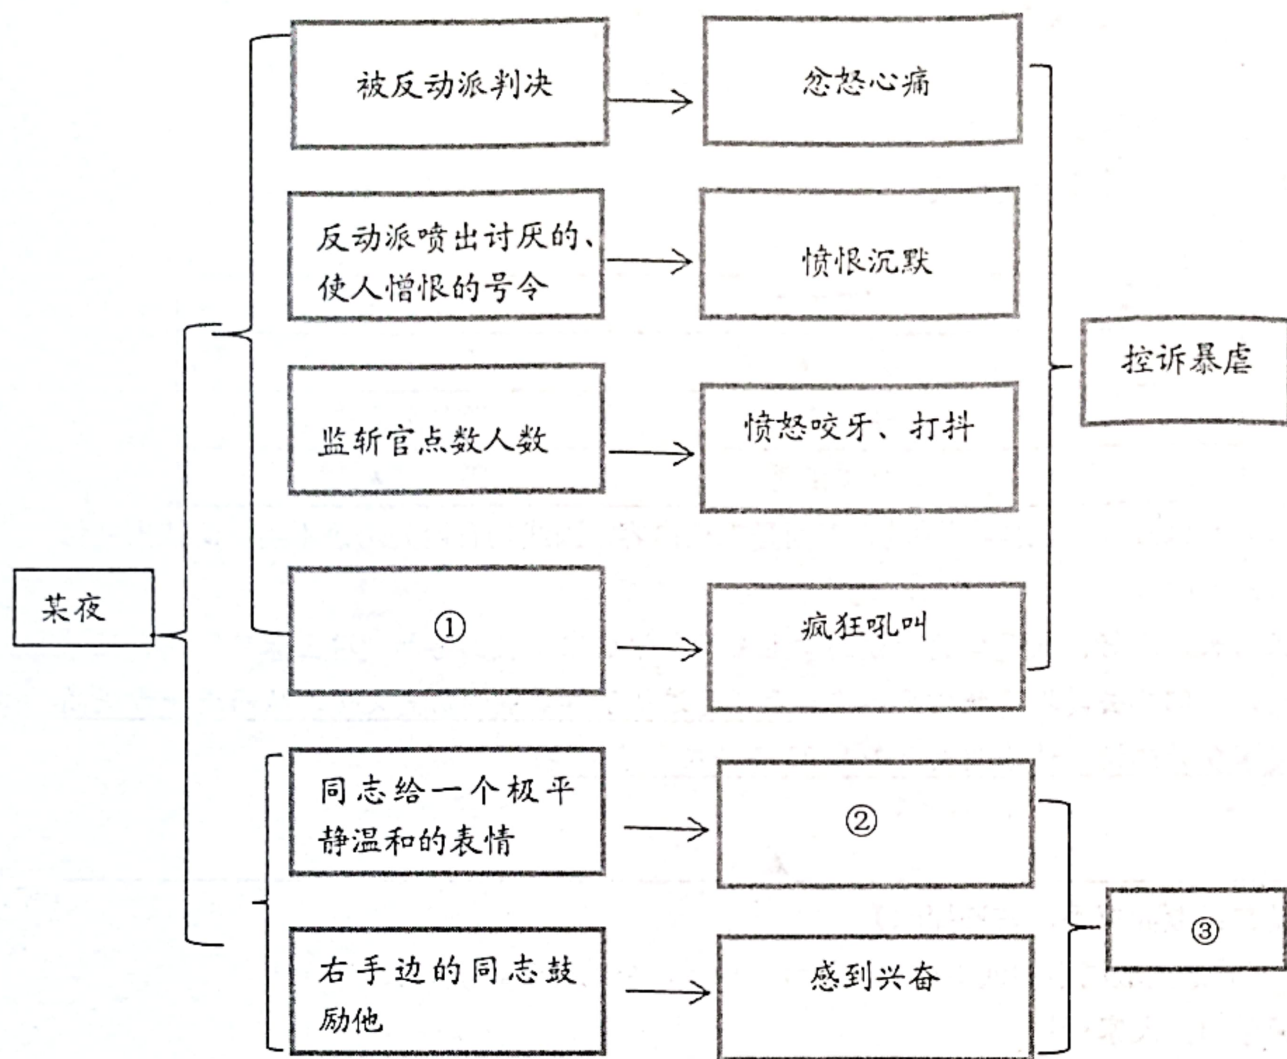 被反动派判决
忿怒心痛
反动派喷出讨厌的、
使人憎恨的号令
愤恨沉默
控诉暴虐
监斩官点数人数
愤怒咬牙、打抖
某夜
①
疯狂吼叫
同志给一个极平
静温和的表情
②
③
右手边的同志鼓
励他
感到兴奋